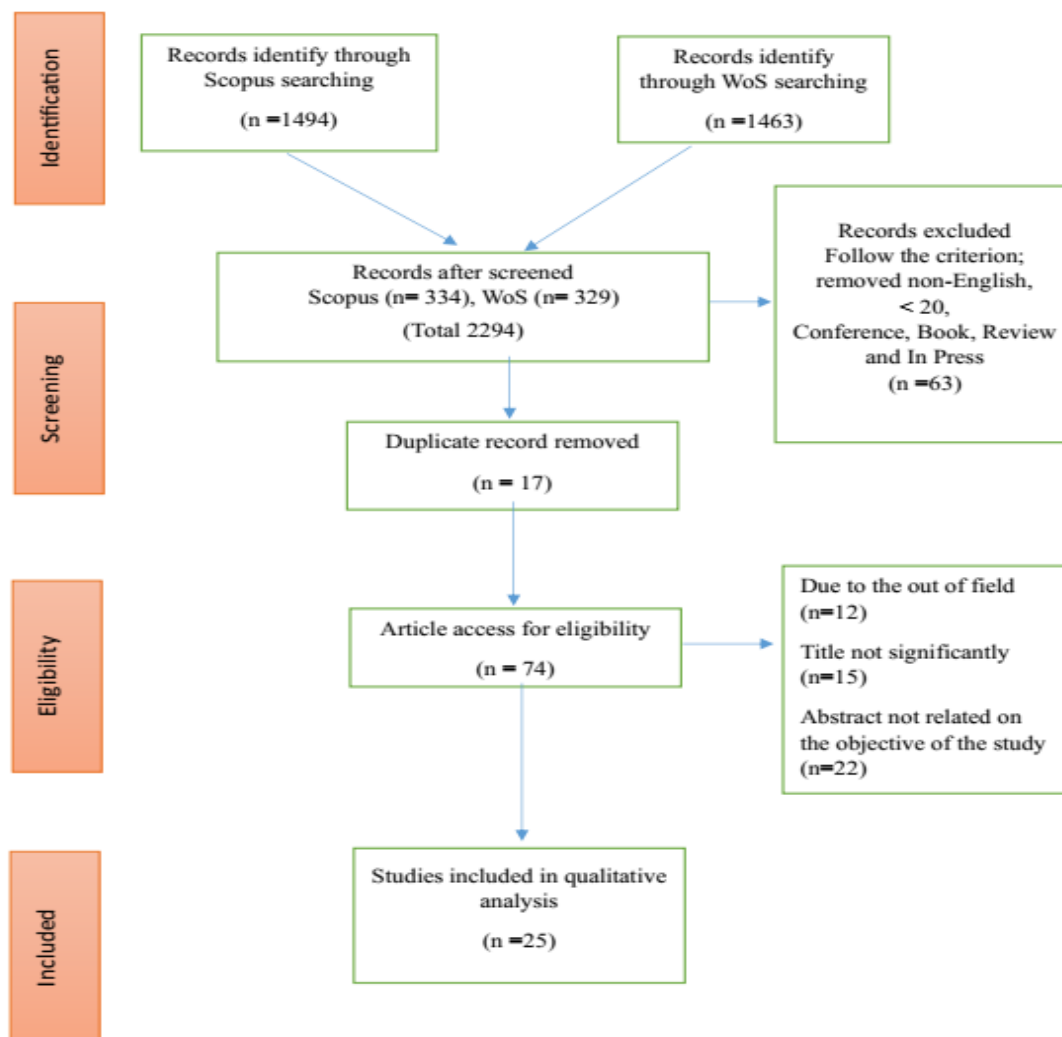 Identification
Records identify through
Scopus searching
(n =1494)
Records identify
through WoS searching
(n =1463)
Screening
Records after screened
Scopus (n= 334), WoS (n= 329)
(Total 2294)
Records excluded
Follow the criterion;
removed non-English,
< 20,
Conference, Book, Review
and In Press
(n =63)
Duplicate record removed
(n = 17)
Eligibility
Article access for eligibility
(n = 74)
Due to the out of field
(n=12)
Title not significantly
(n=15)
Abstract not related on
the objective of the study
(n=22)
Included
Studies included in qualitative
analysis
(n =25)